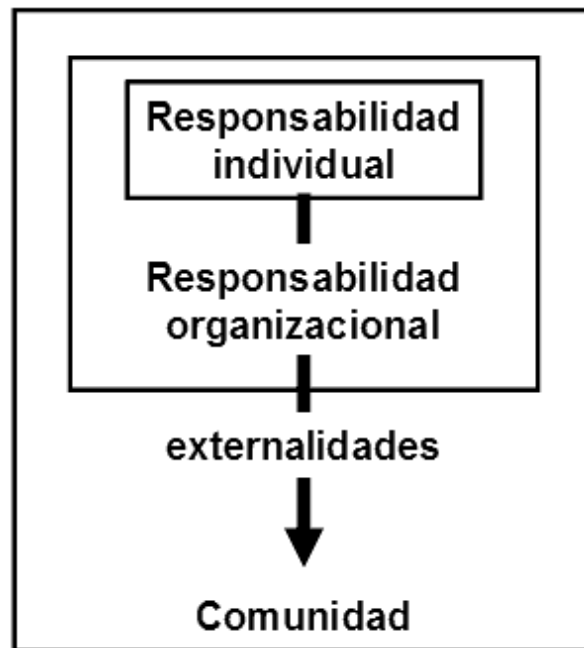 Responsabilidad
individual
Responsabilidad
organizacional
externalidades
Comunidad